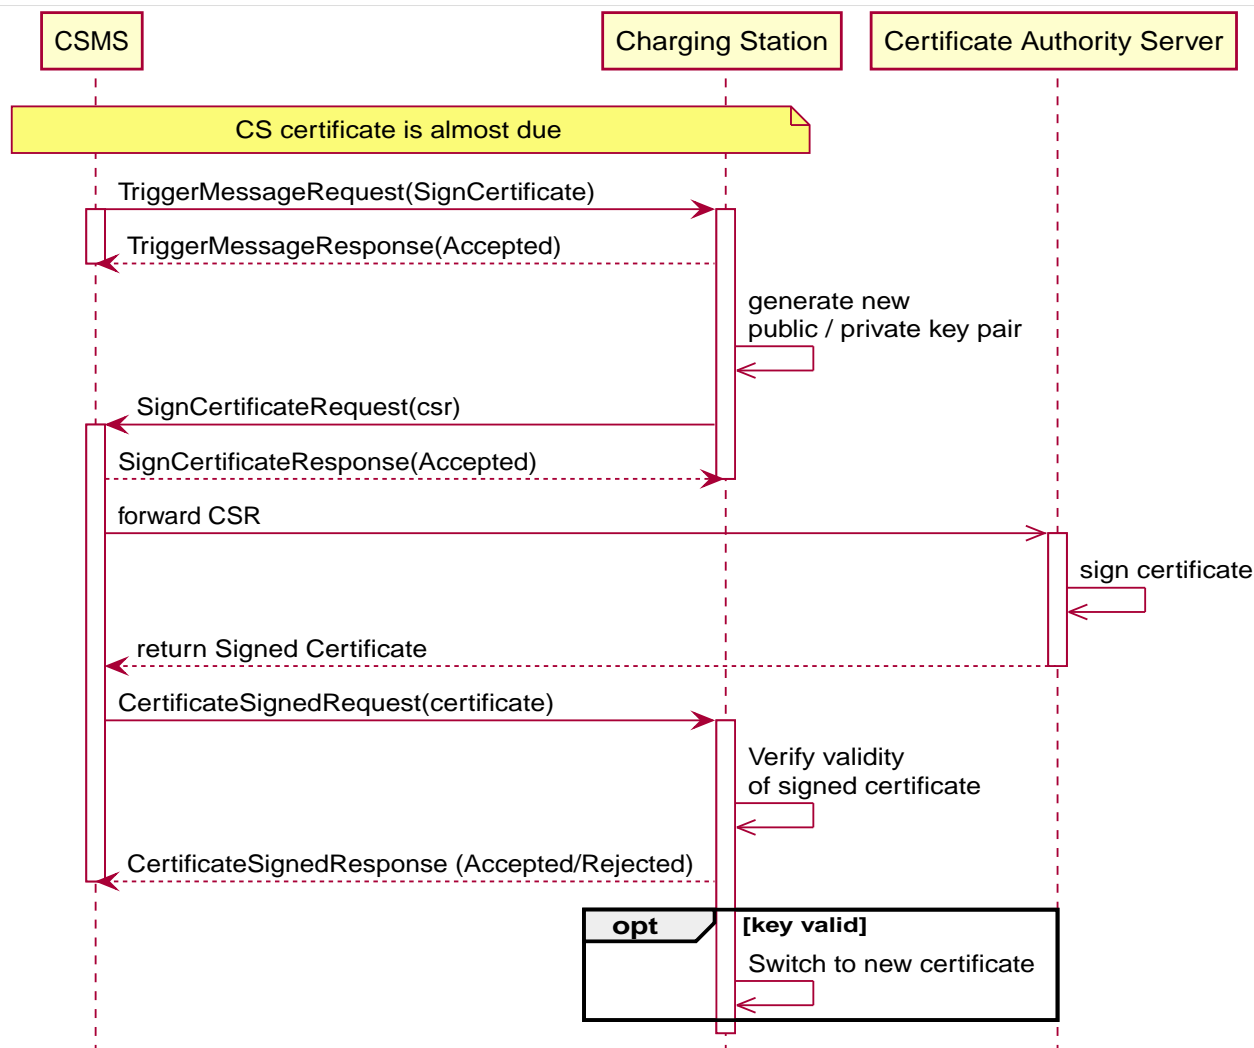 CSMS
Charging Station
Certificate Authority Server
CS certificate is almost due
TriggerMessageRequest(SignCertificate)
TriggerMessageResponse(Accepted)
generate new
public / private key pair
SignCertificateRequest(csr)
SignCertificateResponse(Accepted)
forward CSR
sign certificate
return Signed Certificate
CertificateSignedRequest(certificate)
Verify validity
of signed certificate
CertificateSignedResponse (Accepted/Rejected)
opt
[key valid]
Switch to new certificate